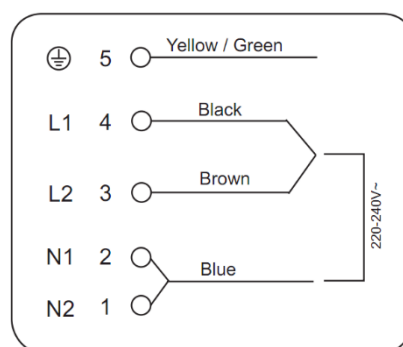 5 Yellow / Green
L1 4 Black
L2 3 Brown
N1 2
Blue
N2 1
220-240V~